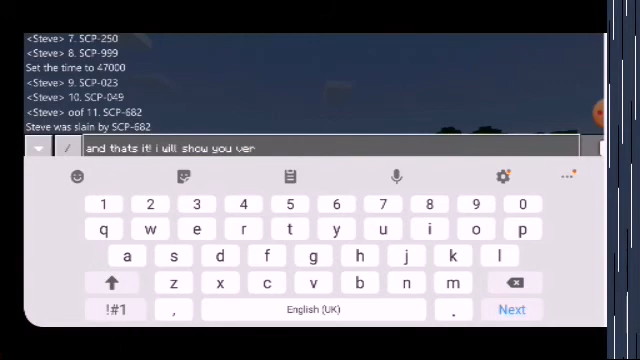 <Steve> 7. SCP-250
<Steve> 8. SCP-999
Set the time to 47000
<Steve> 9. SCP-023
<Steve> 10. SCP-049
<Steve> oof 11. SCP-682
Steve was slain by SCP-682
/ and thats it! i will show you ver
1 2 3 4 5 6 7 8 9 0
q w e r t y u i o p
a s d f g h j k l
z x c v b n m
!#1 , English (UK) . Next